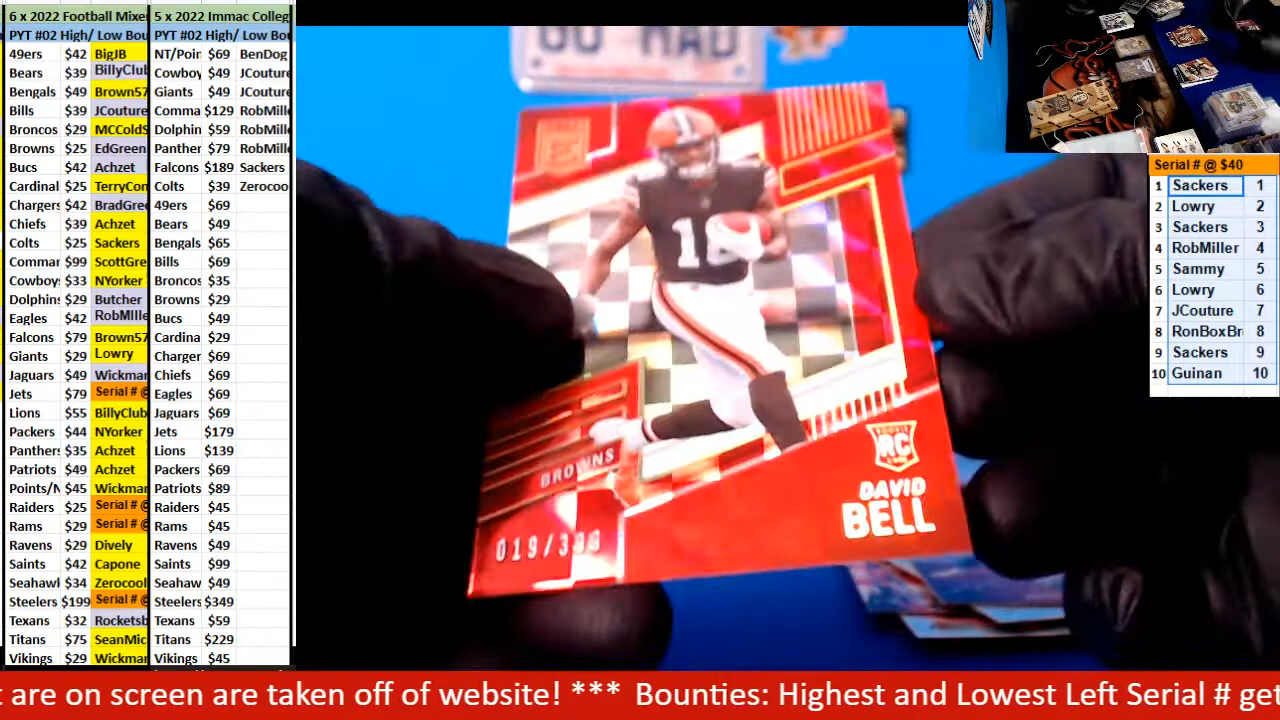 6 x 2022 Football Mixe
PYT #02 High/ Low Bou
49ers $42 BigJB
Bears $39 BillyClub
Bengals $49 Brown57
Bills $39 JCouture
Broncos $29 MCColdS
Browns $25 EdGreen
Bucs $42 Achzet
Cardinal $25 TerryCon
Chargers $42 BradGre
Chiefs $39 Achzet
Colts $25 Sackers
Comman $99 ScottGre
Cowboys $33 NYorker
Dolphins $29 Butcher
Eagles $42 RobMIlle
Falcons $79 Brown57
Giants $29 Lowry
Jaguars $49 Wickman
Jets $79 Serial # @
Lions $55 BillyClub
Packers $44 NYorker
Panthers $35 Achzet
Patriots $49 Achzet
Points/N $45 Wickman
Raiders $25 Serial # @
Rams $29 Serial # @
Ravens $29 Dively
Saints $42 Capone
Seahawk $34 Zerocool
Steelers $199 Serial # @
Texans $32 Rocketsb
Titans $75 SeanMic
Vikings $29 Wickman
5 x 2022 Immac Colleg
PYT #02 High/ Low Bou
NT/Poin $69 BenDog
Cowboy $49 JCouture
Giants $49 JCouture
Comma $129 RobMille
Dolphin $59 RobMille
Panther $79 RobMille
Falcons $189 Sackers
Colts $39 Zerocoo
49ers $69
Bears $49
Bengals $65
Bills $69
Broncos $35
Browns $29
Bucs $49
Cardina $29
Charger $69
Chiefs $69
Eagles $69
Jaguars $69
Jets $179
Lions $139
Packers $69
Patriots $89
Raiders $45
Rams $45
Ravens $49
Saints $99
Seahaw $49
Steelers $349
Texans $59
Titans $229
Vikings $45
GO MAD
18
BROWNS
RC
DAVID
BELL
Serial # @ $40
1 Sackers 1
2 Lowry 2
3 Sackers 3
4 RobMiller 4
5 Sammy 5
6 Lowry 6
7 JCouture 7
8 RonBoxBr 8
9 Sackers 9
10 Guinan 10
t are on screen are taken off of website! *** Bounties: Highest and Lowest Left Serial # get